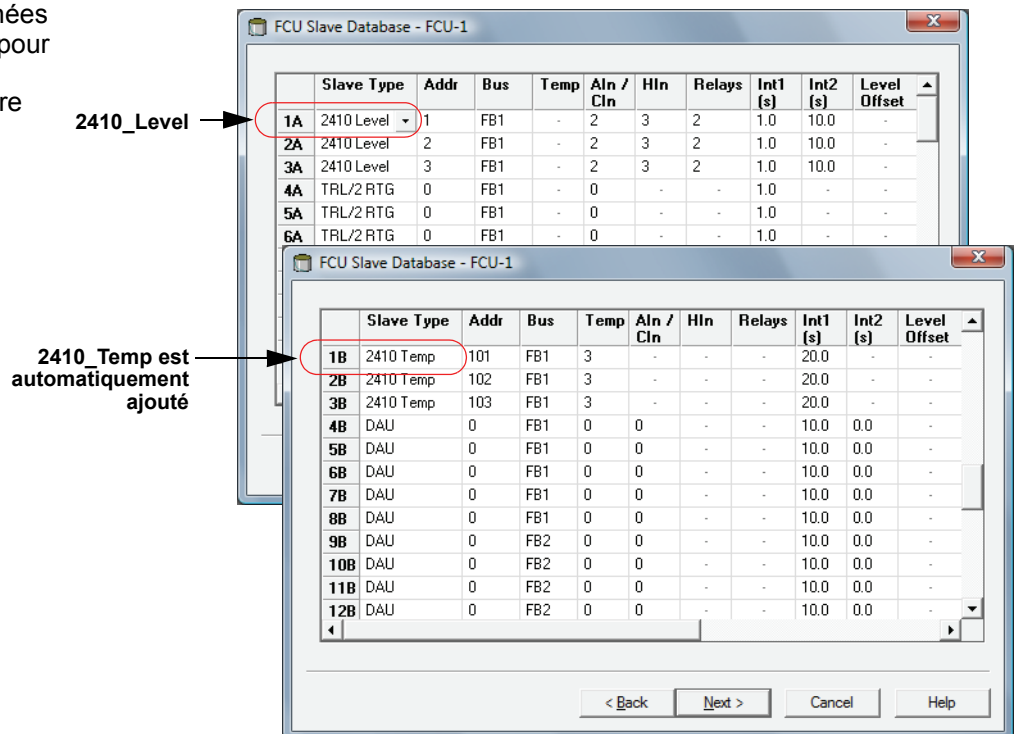 nées
pour
re
2410_Level
FCU Slave Database - FCU-1
Slave Type Addr Bus Temp AIn / CIn HIn Relays Int1 (s) Int2 (s) Level Offset
1A 2410 Level 1 FB1 - 2 3 2 1.0 10.0 -
2A 2410 Level 2 FB1 - 2 3 2 1.0 10.0 -
3A 2410 Level 3 FB1 - 2 3 2 1.0 10.0 -
4A TRL/2 RTG 0 FB1 - 0 - - 1.0 - -
5A TRL/2 RTG 0 FB1 - 0 - - 1.0 - -
6A TRL/2 RTG 0 FB1 - 0 - - 1.0 - -
2410_Temp est
automatiquement
ajouté
FCU Slave Database - FCU-1
Slave Type Addr Bus Temp AIn / CIn HIn Relays Int1 (s) Int2 (s) Level Offset
1B 2410 Temp 101 FB1 3 - - - 20.0 - -
2B 2410 Temp 102 FB1 3 - - - 20.0 - -
3B 2410 Temp 103 FB1 3 - - - 20.0 - -
4B DAU 0 FB1 0 0 - - 10.0 0.0 -
5B DAU 0 FB1 0 0 - - 10.0 0.0 -
6B DAU 0 FB1 0 0 - - 10.0 0.0 -
7B DAU 0 FB1 0 0 - - 10.0 0.0 -
8B DAU 0 FB1 0 0 - - 10.0 0.0 -
9B DAU 0 FB2 0 0 - - 10.0 0.0 -
10B DAU 0 FB2 0 0 - - 10.0 0.0 -
11B DAU 0 FB2 0 0 - - 10.0 0.0 -
12B DAU 0 FB2 0 0 - - 10.0 0.0 -
< Back Next > Cancel Help